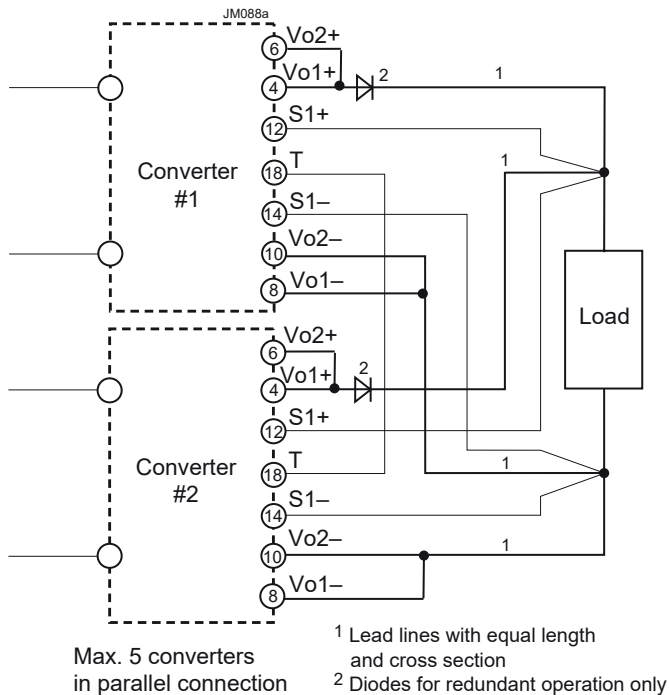 JM088a
Vo2+
6
Vo1+
4
2
1
S1+
12
T
18
1
Converter
#1
S1–
14
Vo2–
10
Vo1–
8
Load
Vo2+
6
Vo1+
4
2
S1+
12
T
18
1
Converter
#2
S1–
14
Vo2–
10
1
Vo1–
8
Max. 5 converters
in parallel connection
1 Lead lines with equal length
and cross section
2 Diodes for redundant operation only